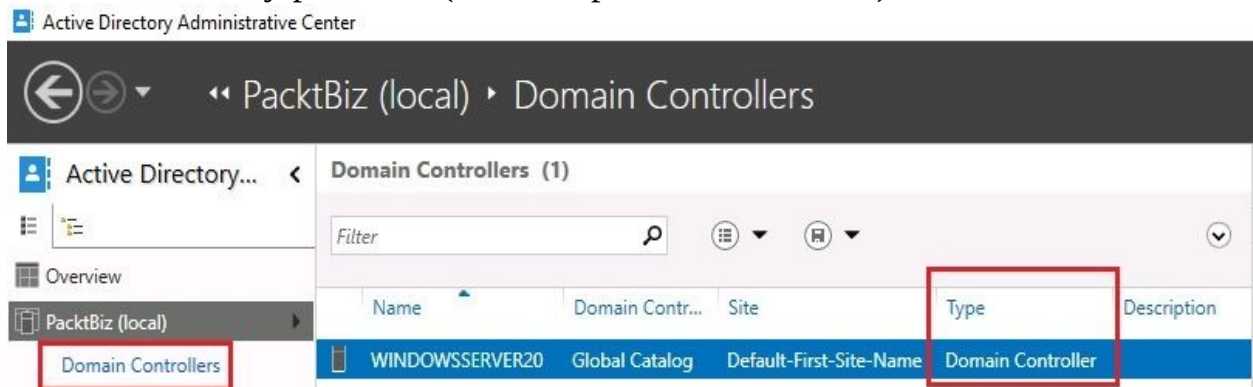 Active Directory Administrative Center
PacktBiz (local) Domain Controllers
Active Directory...
Domain Controllers (1)
Filter
Overview
PacktBiz (local)
Domain Controllers
Name Domain Contr... Site Type Description
WINDOWSSERVER20 Global Catalog Default-First-Site-Name Domain Controller